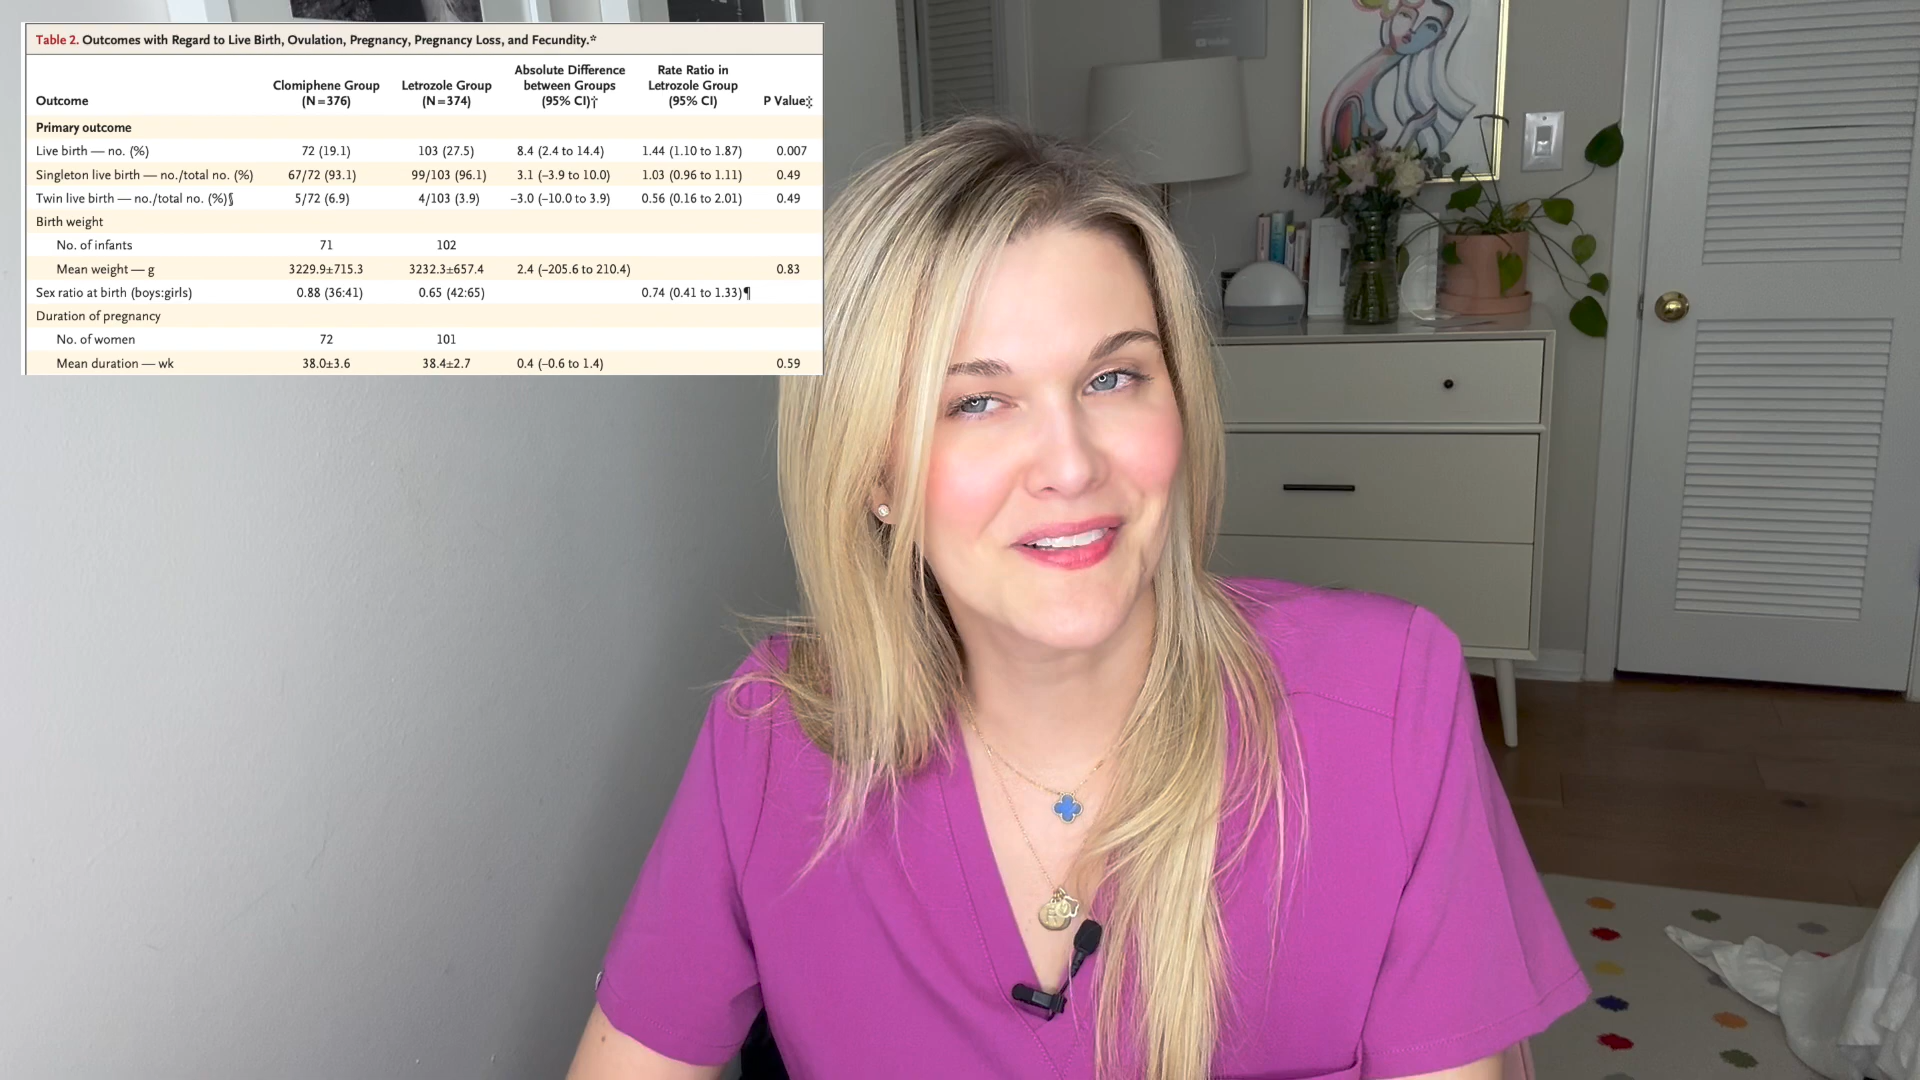 Table 2. Outcomes with Regard to Live Birth, Ovulation, Pregnancy, Pregnancy Loss, and Fecundity.*
Outcome Clomiphene Group (N=376) Letrozole Group (N=374) Absolute Difference between Groups (95% CI)† Rate Ratio in Letrozole Group (95% CI) P Value‡
Primary outcome
Live birth — no. (%) 72 (19.1) 103 (27.5) 8.4 (2.4 to 14.4) 1.44 (1.10 to 1.87) 0.007
Singleton live birth — no./total no. (%) 67/72 (93.1) 99/103 (96.1) 3.1 (–3.9 to 10.0) 1.03 (0.96 to 1.11) 0.49
Twin live birth — no./total no. (%)§ 5/72 (6.9) 4/103 (3.9) –3.0 (–10.0 to 3.9) 0.56 (0.16 to 2.01) 0.49
Birth weight
No. of infants 71 102
Mean weight — g 3229.9±715.3 3232.3±657.4 2.4 (–205.6 to 210.4) 0.83
Sex ratio at birth (boys:girls) 0.88 (36:41) 0.65 (42:65) 0.74 (0.41 to 1.33)¶
Duration of pregnancy
No. of women 72 101
Mean duration — wk 38.0±3.6 38.4±2.7 0.4 (–0.6 to 1.4) 0.59
YouTube